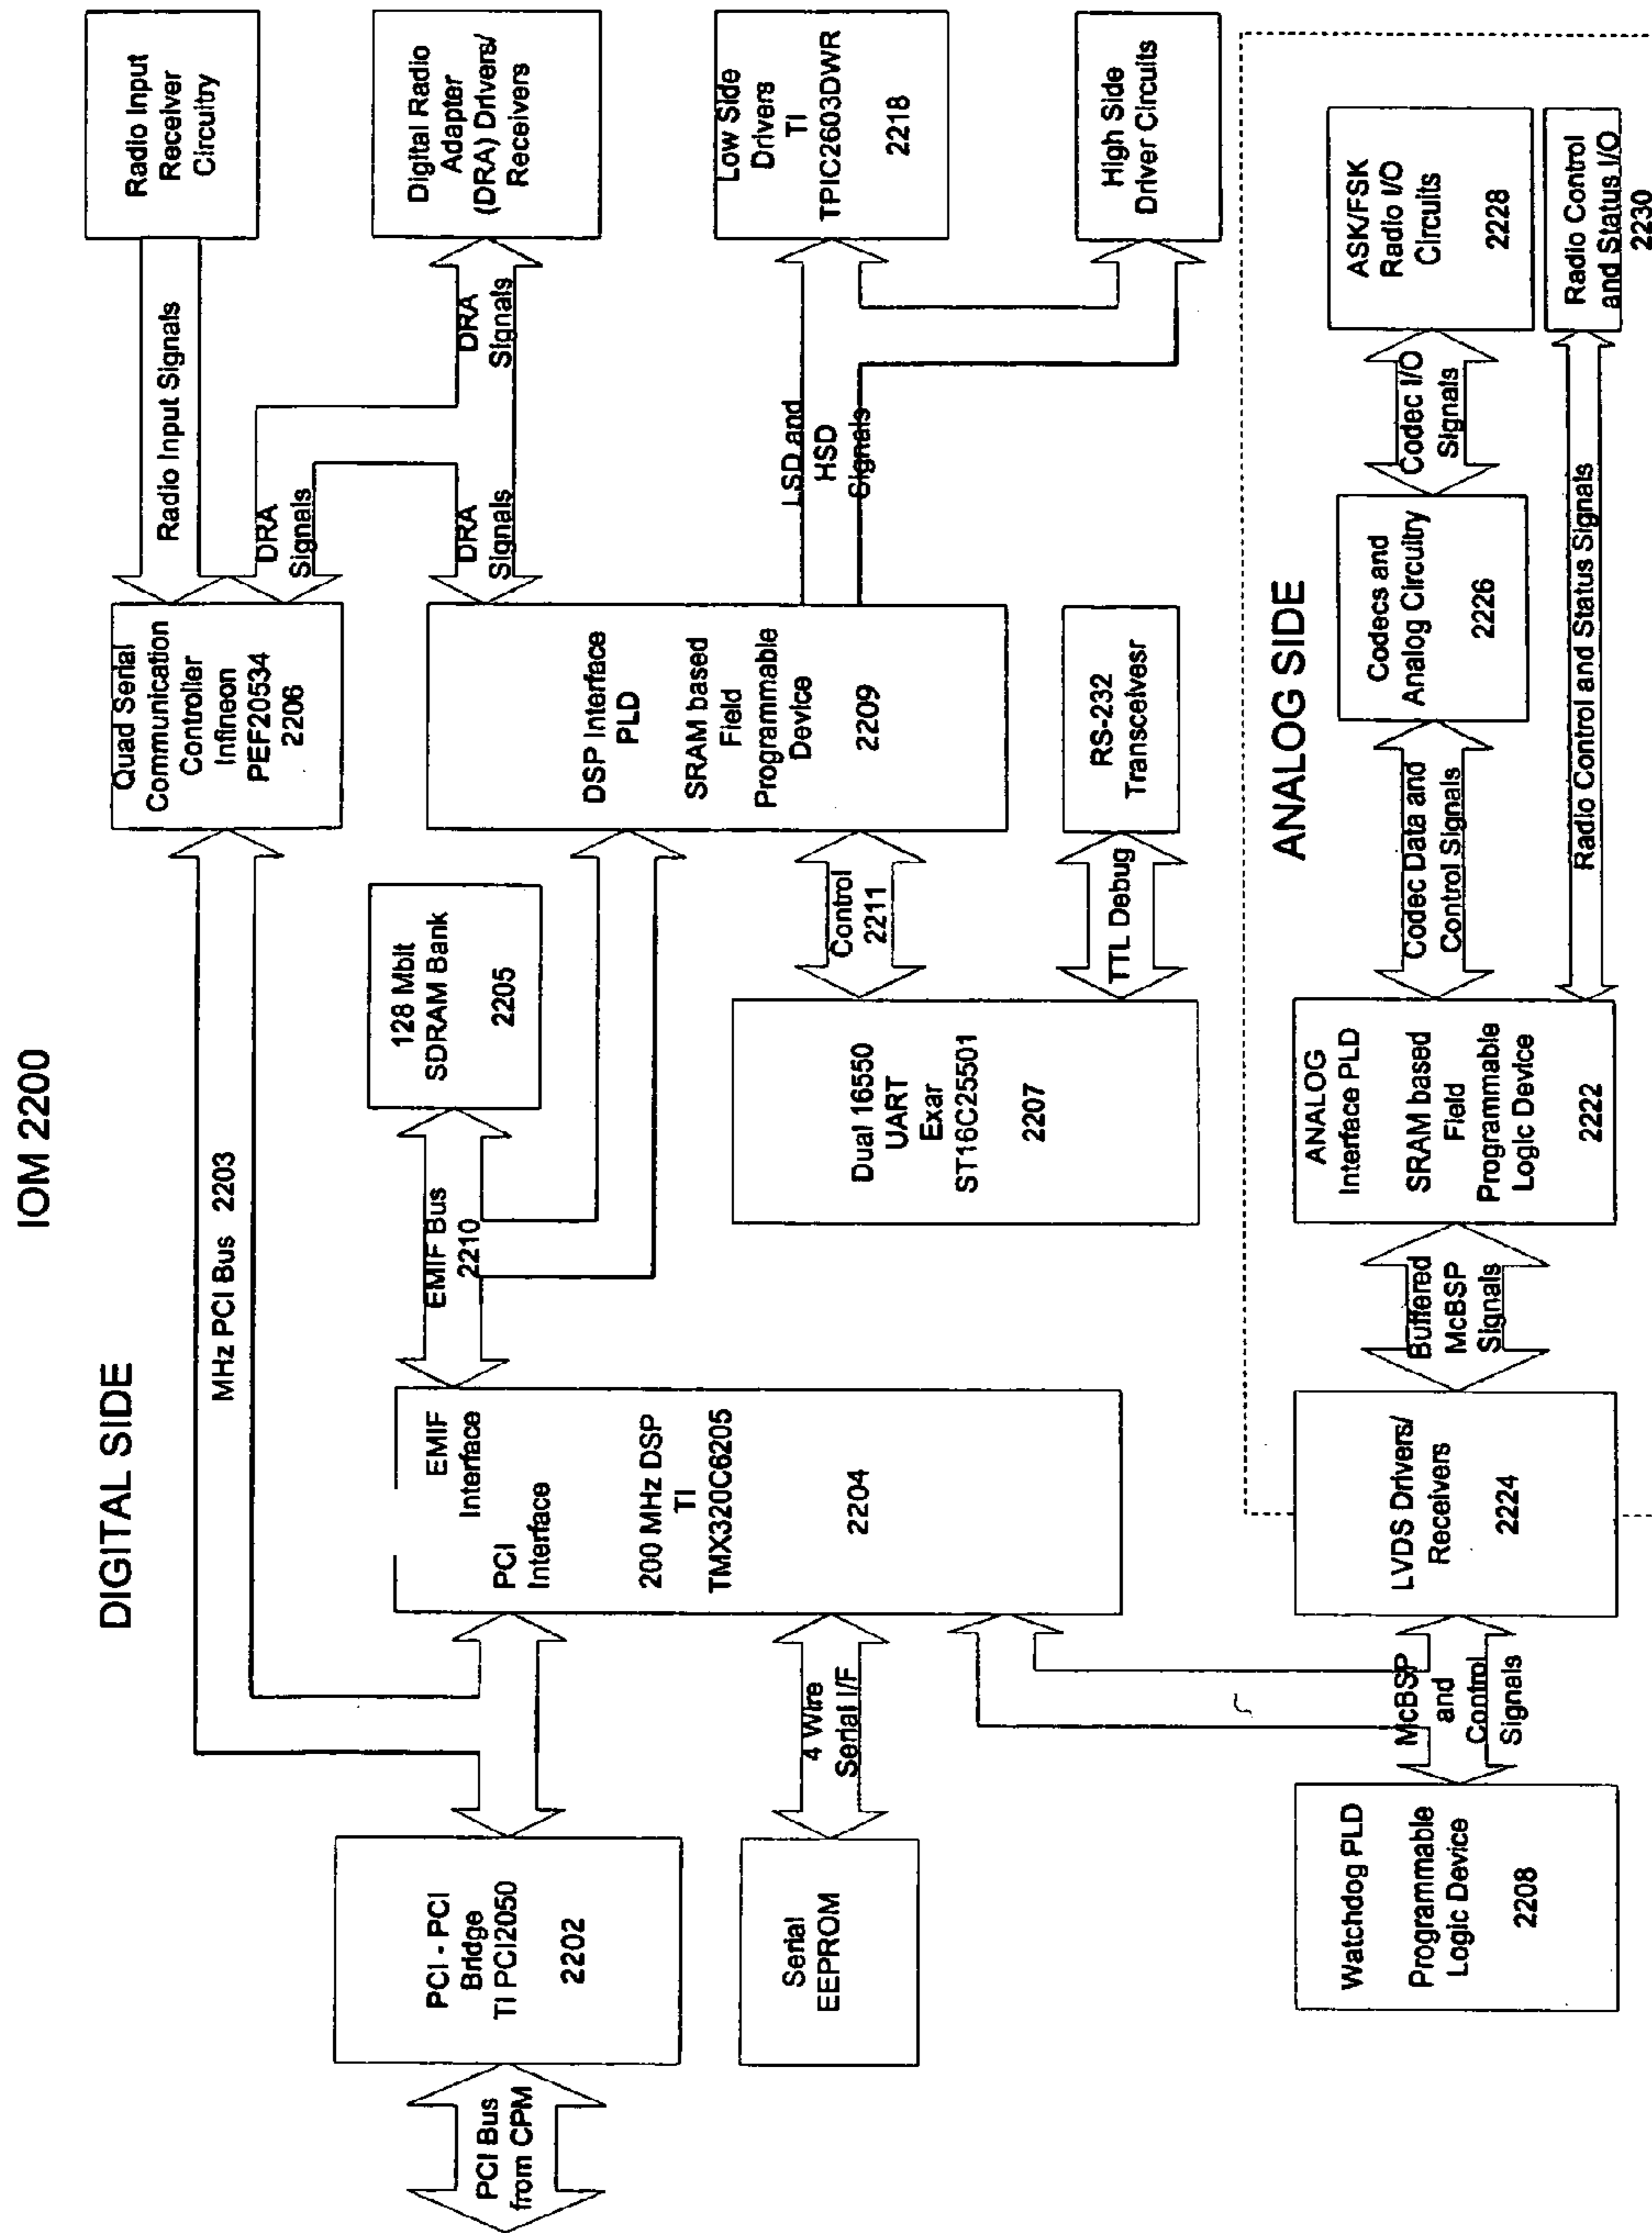 IOM 2200
DIGITAL SIDE
PCI Bus
from CPM
PCI - PCI
Bridge
TI PCI2050
2202
MHz PCI Bus 2203
Serial
EEPROM
4 Wire
Serial I/F
EMIF
Interface
PCI
Interface
200 MHz DSP
TI
TMX320C6205
2204
EMIF Bus
2210
128 Mbit
SDRAM Bank
2205
Dual 16550
UART
Exar
ST16C25501
2207
Control
2211
TTL Debug
RS-232
Transceivesr
Quad Serial
Communication
Controller
Infineon
PEF20534
2206
DSP Interface
PLD
SRAM based
Field
Programmable
Device
2209
Radio Input Signals
DRA
Signals
DRA
Signals
DRA
Signals
LSD and
HSD
Signals
Radio Input
Receiver
Circuitry
Digital Radio
Adapter
(DRA) Drivers/
Receivers
Low Side
Drivers
TI
TPIC2603DWR
2218
High Side
Driver Circuits
Watchdog PLD
Programmable
Logic Device
2208
McBSP
and
Control
Signals
LVDS Drivers/
Receivers
2224
Buffered
McBSP
Signals
ANALOG SIDE
ANALOG
Interface PLD
SRAM based
Field
Programmable
Logic Device
2222
Codec Data and
Control Signals
Codecs and
Analog Circuitry
2226
Codec I/O
Signals
ASK/FSK
Radio I/O
Circuits
2228
Radio Control and Status Signals
Radio Control
and Status I/O
2230